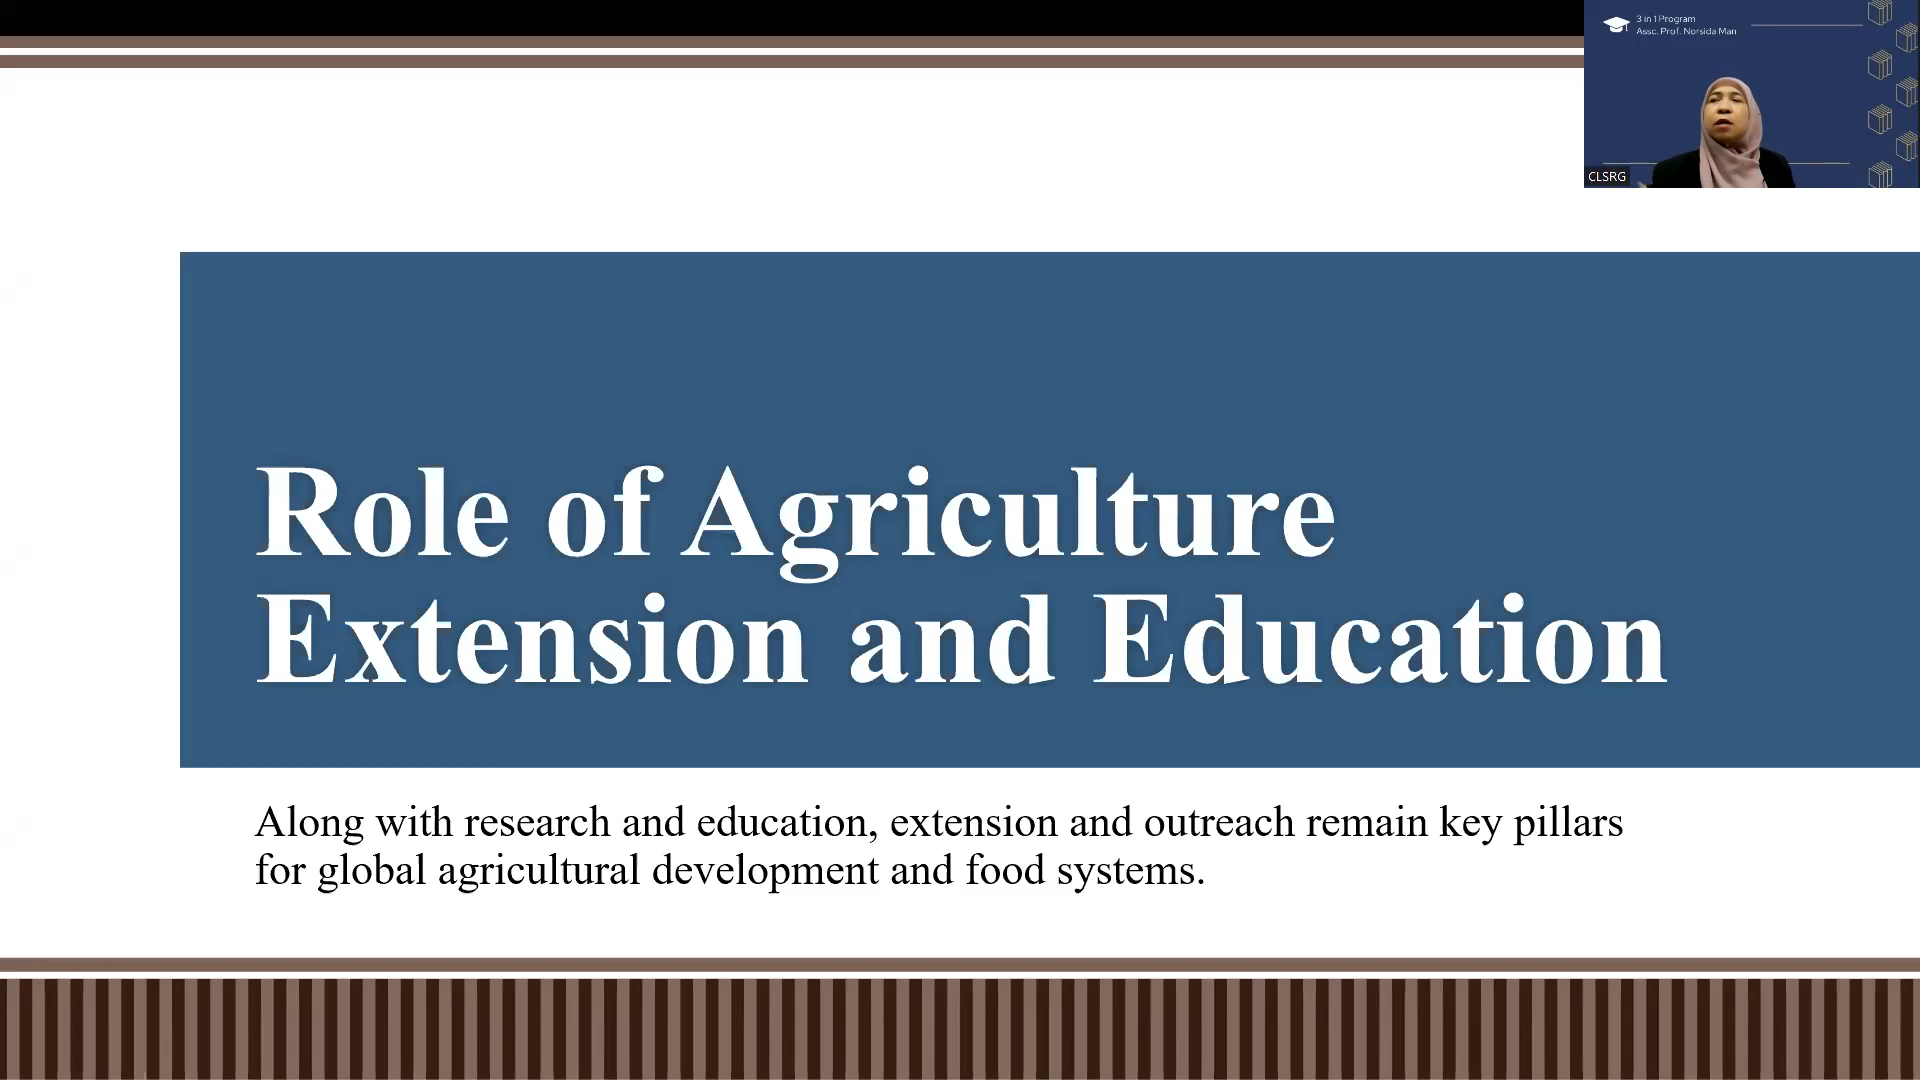 3 in 1 Program
Assc. Prof. Norsida Man
CLSRG
Role of Agriculture
Extension and Education
Along with research and education, extension and outreach remain key pillars
for global agricultural development and food systems.